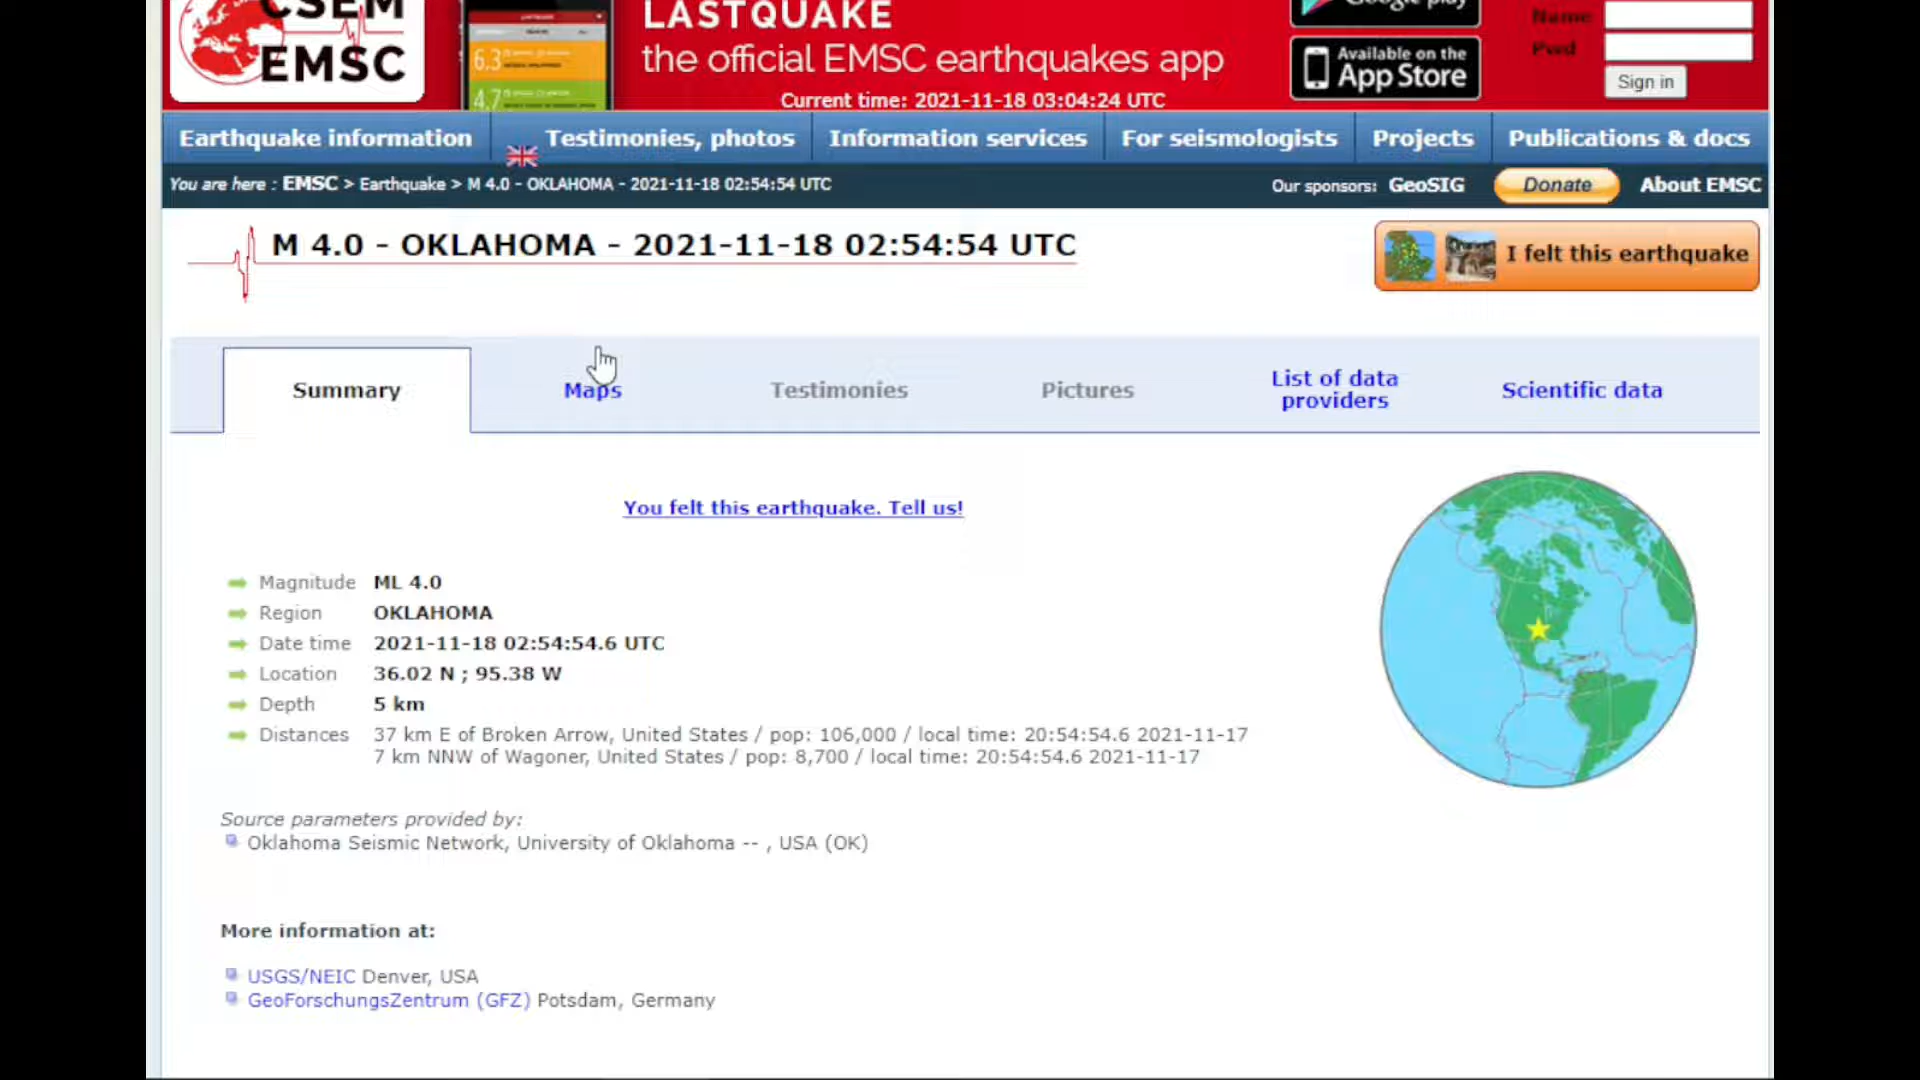 CSEM
EMSC
6.3
4.7
LASTQUAKE
the official EMSC earthquakes app
Current time: 2021-11-18 03:04:24 UTC
Google play
Available on the
App Store
Name
Pwd
Sign in
Earthquake information
Testimonies, photos
Information services
For seismologists
Projects
Publications & docs
You are here : EMSC > Earthquake > M 4.0 - OKLAHOMA - 2021-11-18 02:54:54 UTC
Our sponsors: GeoSIG
Donate
About EMSC
M 4.0 - OKLAHOMA - 2021-11-18 02:54:54 UTC
I felt this earthquake
Summary
Maps
Testimonies
Pictures
List of data
providers
Scientific data
You felt this earthquake. Tell us!
Magnitude ML 4.0
Region OKLAHOMA
Date time 2021-11-18 02:54:54.6 UTC
Location 36.02 N ; 95.38 W
Depth 5 km
Distances 37 km E of Broken Arrow, United States / pop: 106,000 / local time: 20:54:54.6 2021-11-17
7 km NNW of Wagoner, United States / pop: 8,700 / local time: 20:54:54.6 2021-11-17
Source parameters provided by:
Oklahoma Seismic Network, University of Oklahoma -- , USA (OK)
More information at:
USGS/NEIC Denver, USA
GeoForschungsZentrum (GFZ) Potsdam, Germany